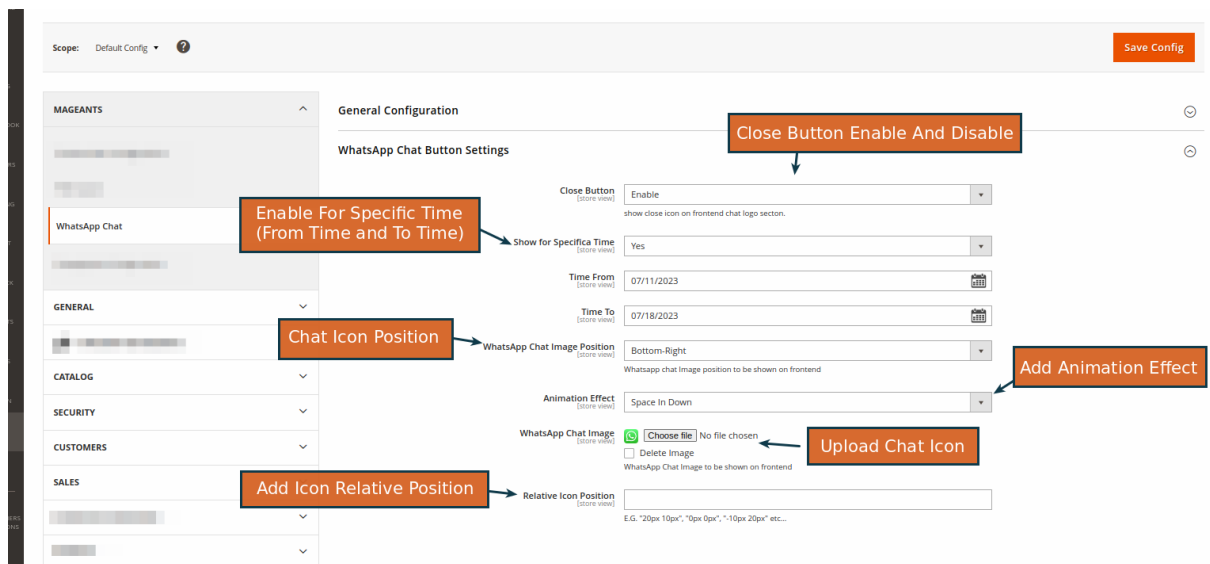 Scope: Default Config
Save Config
MAGEANTS
WhatsApp Chat
GENERAL
CATALOG
SECURITY
CUSTOMERS
SALES
General Configuration
WhatsApp Chat Button Settings
Close Button Enable And Disable
Close Button
[store view]
Enable
show close icon on frontend chat logo secton.
Enable For Specific Time
(From Time and To Time)
Show for Specifica Time
[store view]
Yes
Time From
[store view]
07/11/2023
Time To
[store view]
07/18/2023
Chat Icon Position
WhatsApp Chat Image Position
[store view]
Bottom-Right
Whatsapp chat Image position to be shown on frontend
Add Animation Effect
Animation Effect
[store view]
Space In Down
WhatsApp Chat Image
[store view]
Choose file No file chosen
Delete Image
WhatsApp Chat Image to be shown on frontend
Upload Chat Icon
Add Icon Relative Position
Relative Icon Position
[store view]
E.G. "20px 10px", "0px 0px", "-10px 20px" etc...